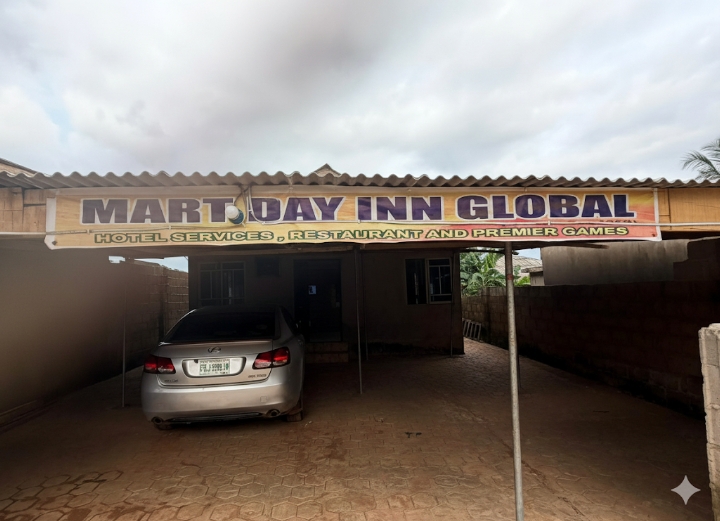 MART DAY INN GLOBAL
HOTEL SERVICES , RESTAURANT AND PREMIER GAMES